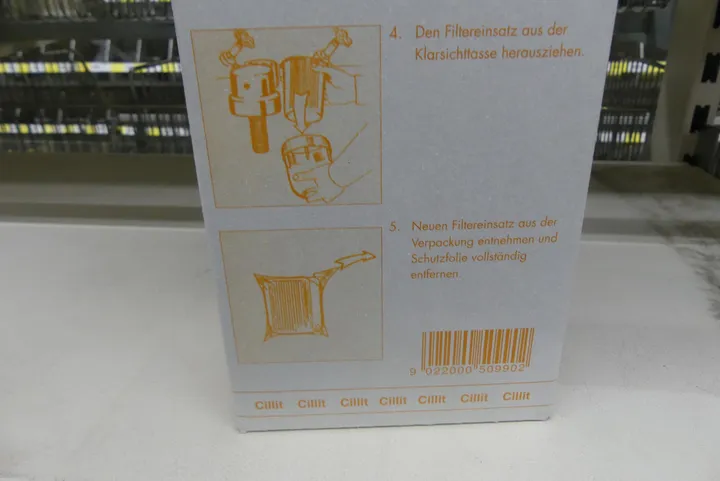 4. Den Filtereinsatz aus der
Klarsichttasse herausziehen.
5. Neuen Filtereinsatz aus der
Verpackung entnehmen und
Schutzfolie vollständig
entfernen.
9 022000 509902
Cillit Cillit Cillit Cillit Cillit Cillit Cillit